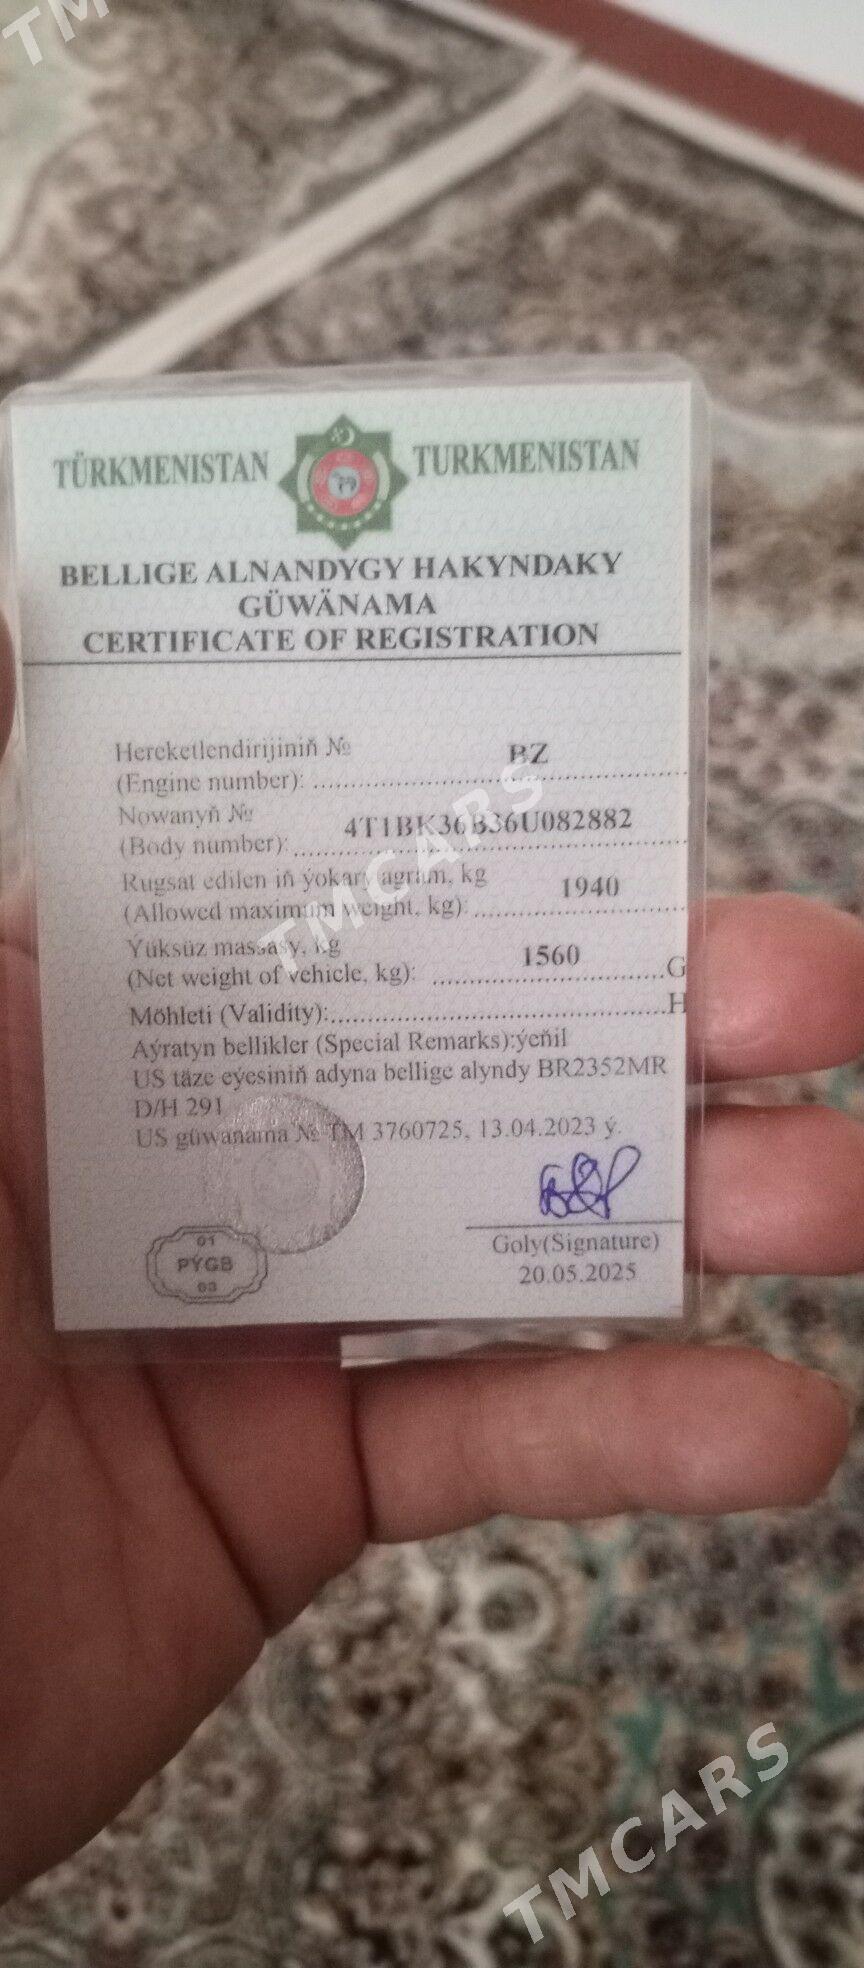 TM
TÜRKMENISTAN TURKMENISTAN
BELLIGE ALNANDYGY HAKYNDAKY
GÜWÄNAMA
CERTIFICATE OF REGISTRATION
Hereketlendirijiniň №
(Engine number): BZ
Nowanyň №
(Body number): 4T1BK36B36U082882
Rugsat edilen iň ýokary agram, kg
(Allowed maximum weight, kg): 1940
Ýüksüz massasy, kg
(Net weight of vehicle, kg): 1560 G
Möhleti (Validity): H
Aýratyn bellikler (Special Remarks):ýeňil
US täze eýesiniň adyna bellige alyndy BR2352MR
D/H 291
US güwanama № TM 3760725, 13.04.2023 ý.
Goly(Signature)
20.05.2025
01
PÝGB
03
TMCARS
TMCARS